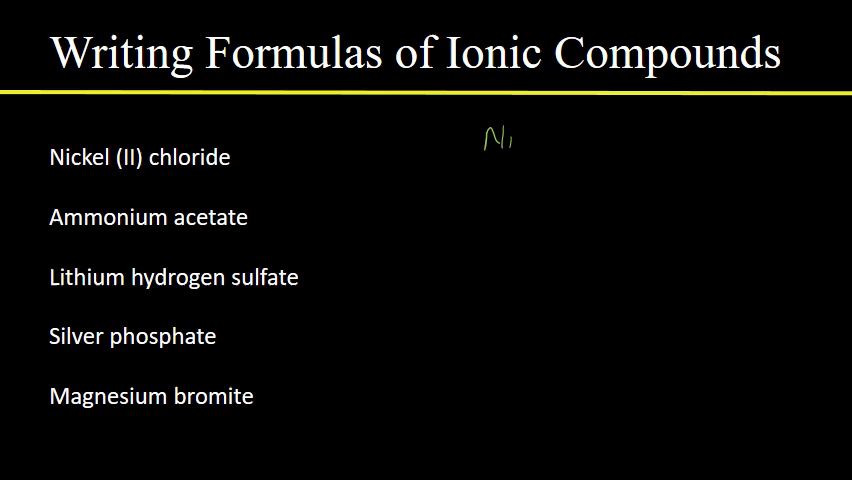 Writing Formulas of Ionic Compounds
Nickel (II) chloride
Ni
Ammonium acetate
Lithium hydrogen sulfate
Silver phosphate
Magnesium bromite